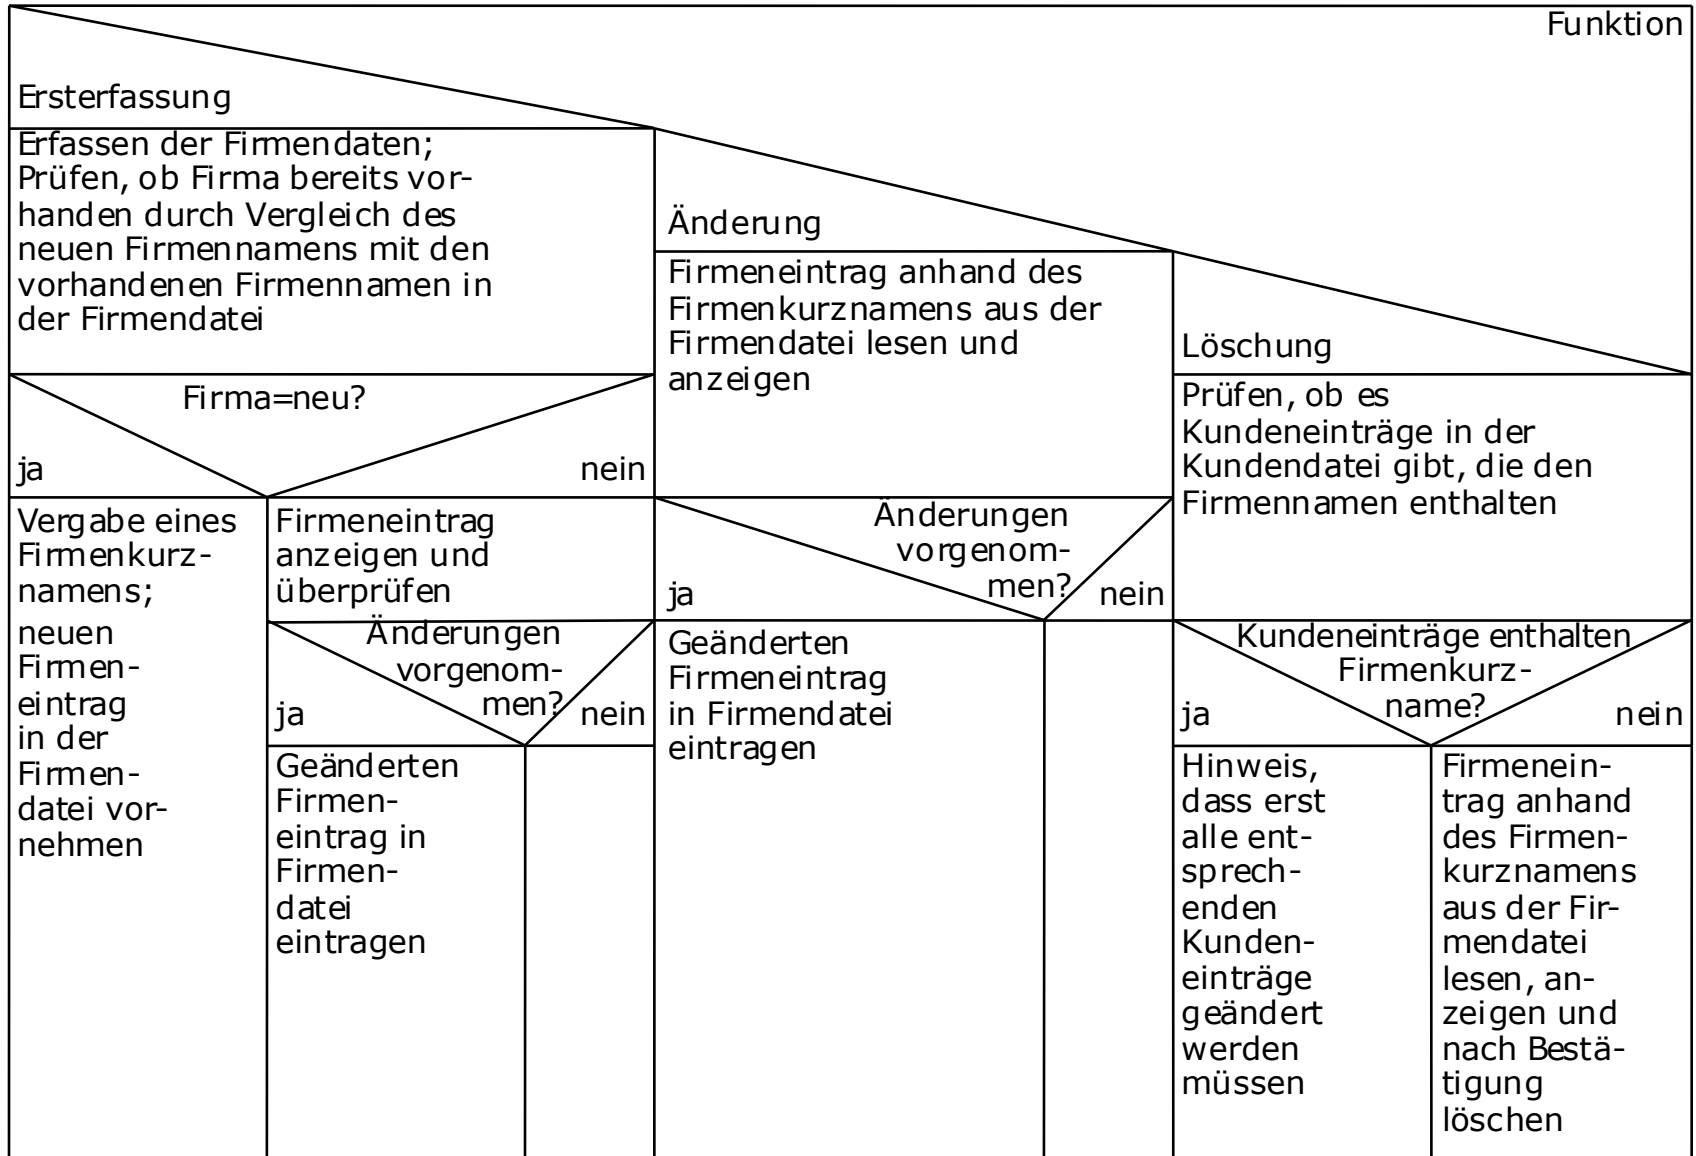 Funktion
Ersterfassung
Erfassen der Firmendaten;
Prüfen, ob Firma bereits vor-
handen durch Vergleich des
neuen Firmennamens mit den
vorhandenen Firmennamen in
der Firmendatei
Firma=neu?
ja
nein
Vergabe eines
Firmenkurz-
namens;
neuen
Firmen-
eintrag
in der
Firmen-
datei vor-
nehmen
Firmeneintrag
anzeigen und
überprüfen
Änderungen
vorgenom-
men?
ja
nein
Geänderten
Firmen-
eintrag in
Firmen-
datei
eintragen
Änderung
Firmeneintrag anhand des
Firmenkurznamens aus der
Firmendatei lesen und
anzeigen
Änderungen
vorgenom-
men?
ja
nein
Geänderten
Firmeneintrag
in Firmendatei
eintragen
Löschung
Prüfen, ob es
Kundeneinträge in der
Kundendatei gibt, die den
Firmennamen enthalten
Kundeneinträge enthalten
Firmenkurz-
name?
ja
nein
Hinweis,
dass erst
alle ent-
sprech-
enden
Kunden-
einträge
geändert
werden
müssen
Firmenein-
trag anhand
des Firmen-
kurznamens
aus der Fir-
mendatei
lesen, an-
zeigen und
nach Bestä-
tigung
löschen